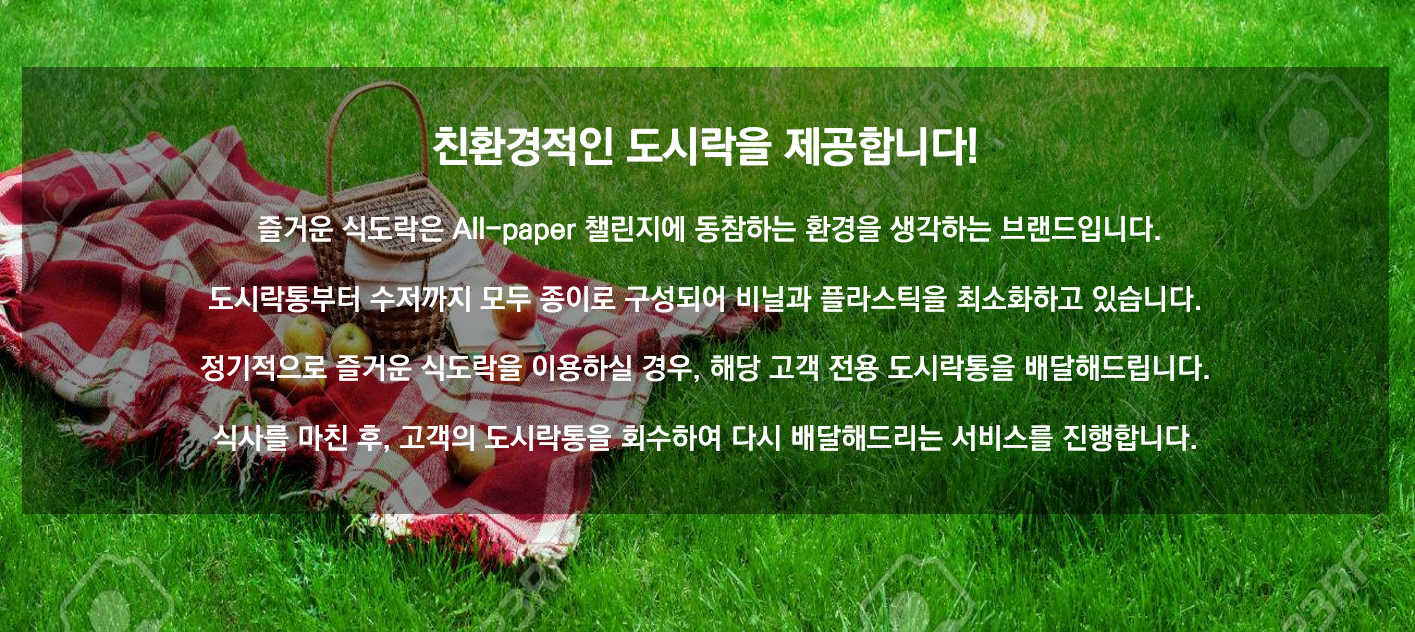 친환경적인 도시락을 제공합니다!
즐거운 식도락은 All-paper 챌린지에 동참하는 환경을 생각하는 브랜드입니다.
도시락통부터 수저까지 모두 종이로 구성되어 비닐과 플라스틱을 최소화하고 있습니다.
정기적으로 즐거운 식도락을 이용하실 경우, 해당 고객 전용 도시락통을 배달해드립니다.
식사를 마친 후, 고객의 도시락통을 회수하여 다시 배달해드리는 서비스를 진행합니다.